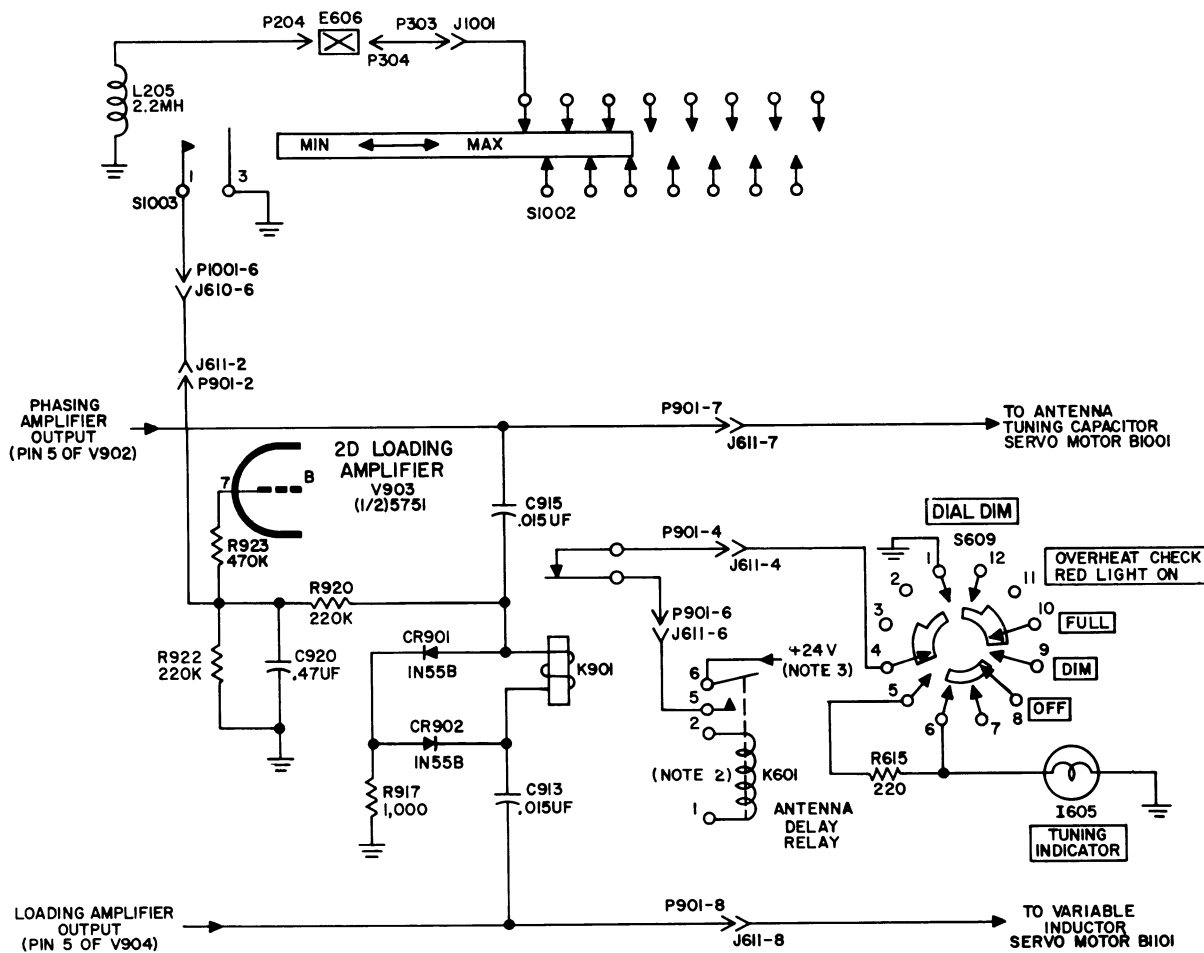 P204
E606
P303
J1001
P304
L205
2.2MH
MIN
MAX
1
3
S1003
S1002
P1001-6
J610-6
J611-2
P901-2
PHASING
AMPLIFIER
OUTPUT
(PIN 5 OF V902)
P901-7
J611-7
TO ANTENNA
TUNING CAPACITOR
SERVO MOTOR B1001
2D LOADING
AMPLIFIER
V903
(1/2)5751
7
B
C915
.015UF
R923
470K
R920
220K
R922
220K
C920
.47UF
CR901
IN55B
K901
CR902
IN55B
R917
1,000
C913
.015UF
P901-4
J611-4
P901-6
J611-6
+24V
(NOTE 3)
6
5
2
(NOTE 2)
K601
1
ANTENNA
DELAY
RELAY
DIAL DIM
S609
OVERHEAT CHECK
RED LIGHT ON
1
12
2
11
3
10
FULL
4
9
DIM
5
8
OFF
6
7
R615
220
I605
TUNING
INDICATOR
LOADING AMPLIFIER
OUTPUT
(PIN 5 OF V904)
P901-8
J611-8
TO VARIABLE
INDUCTOR
SERVO MOTOR B1101